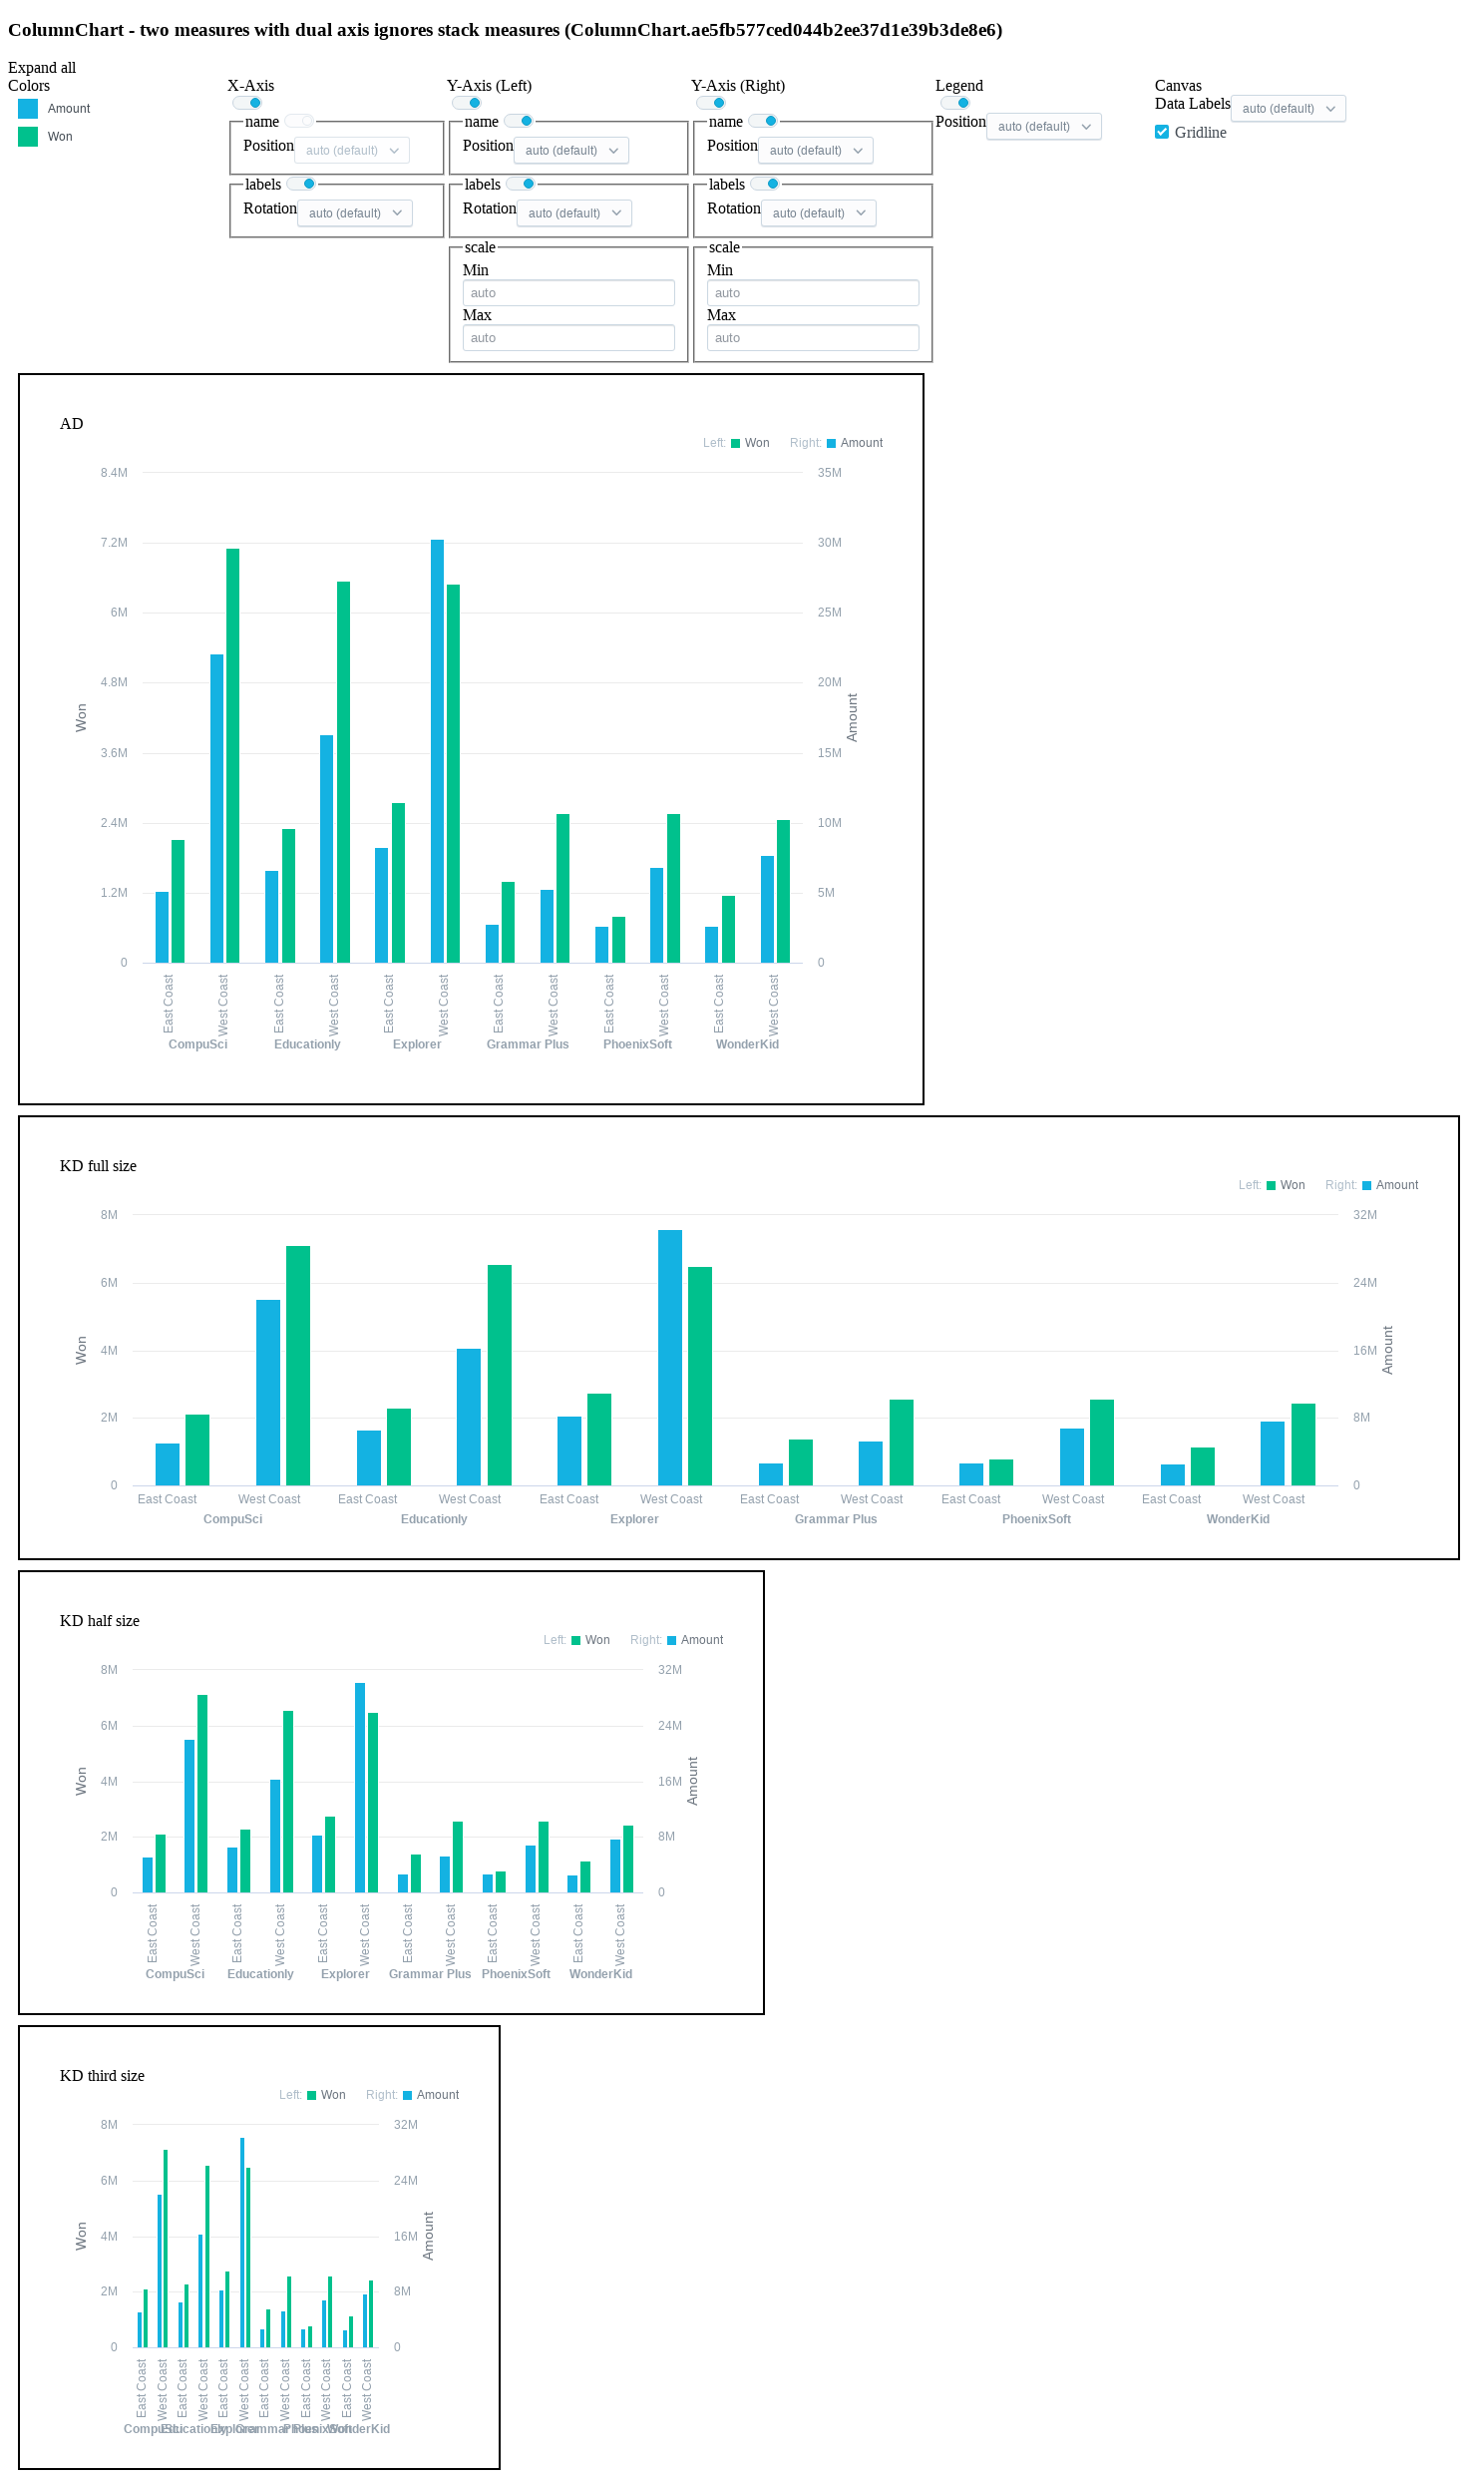 ColumnChart - two measures with dual axis ignores stack measures (ColumnChart.ae5fb577ced044b2ee37d1e39b3de8e6)
Expand all
Colors
Amount
Won
X-Axis
name
Position auto (default)
labels
Rotation auto (default)
Y-Axis (Left)
name
Position auto (default)
labels
Rotation auto (default)
scale
Min
auto
Max
auto
Y-Axis (Right)
name
Position auto (default)
labels
Rotation auto (default)
scale
Min
auto
Max
auto
Legend
Position auto (default)
Canvas
Data Labels auto (default)
Gridline
AD
Left: Won Right: Amount
8.4M 35M
7.2M 30M
6M 25M
4.8M 20M
3.6M 15M
2.4M 10M
1.2M 5M
0 0
Won
Amount
East Coast West Coast East Coast West Coast East Coast West Coast East Coast West Coast East Coast West Coast East Coast West Coast
CompuSci Educationly Explorer Grammar Plus PhoenixSoft WonderKid
KD full size
Left: Won Right: Amount
8M 32M
6M 24M
4M 16M
2M 8M
0 0
Won
Amount
East Coast West Coast East Coast West Coast East Coast West Coast East Coast West Coast East Coast West Coast East Coast West Coast
CompuSci Educationly Explorer Grammar Plus PhoenixSoft WonderKid
KD half size
Left: Won Right: Amount
8M 32M
6M 24M
4M 16M
2M 8M
0 0
Won
Amount
East Coast West Coast East Coast West Coast East Coast West Coast East Coast West Coast East Coast West Coast East Coast West Coast
CompuSci Educationly Explorer Grammar Plus PhoenixSoft WonderKid
KD third size
Left: Won Right: Amount
8M 32M
6M 24M
4M 16M
2M 8M
0 0
Won
Amount
East Coast West Coast East Coast West Coast East Coast West Coast East Coast West Coast East Coast West Coast East Coast West Coast
CompuSci Educationly Explorer Grammar Plus PhoenixSoft WonderKid